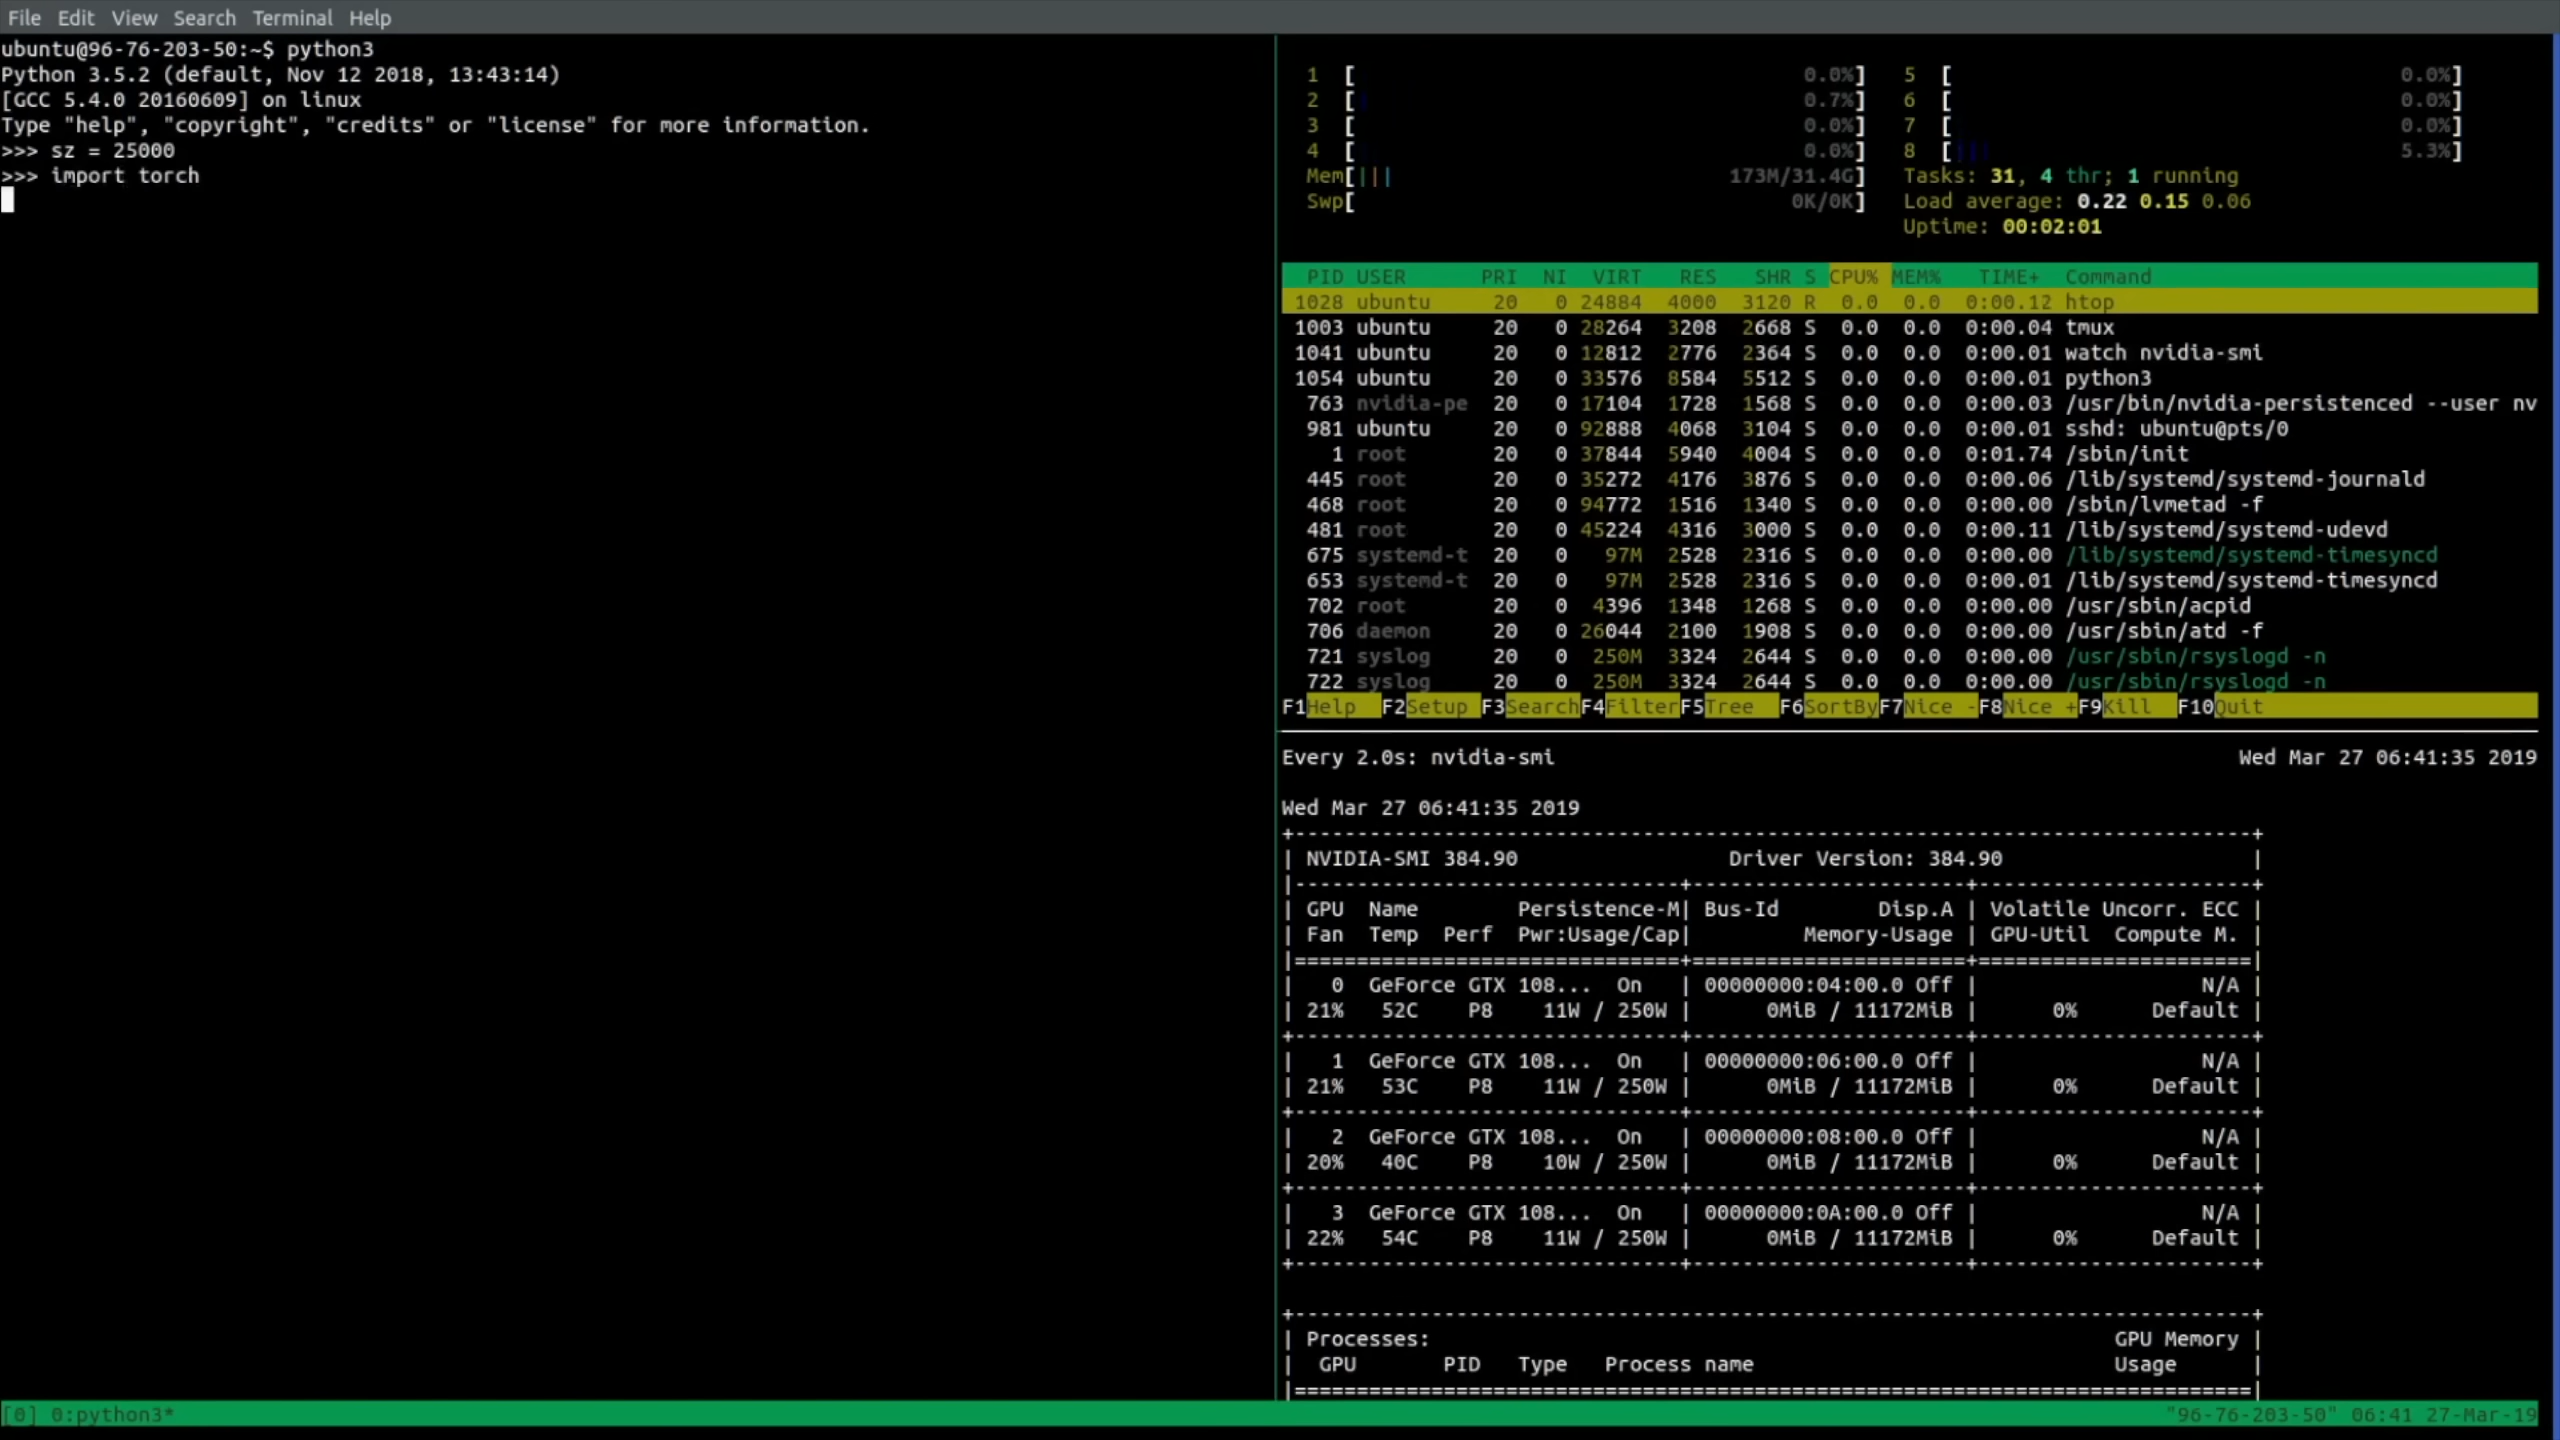 File Edit View Search Terminal Help
ubuntu@96-76-203-50:~$ python3
Python 3.5.2 (default, Nov 12 2018, 13:43:14)
[GCC 5.4.0 20160609] on linux
Type "help", "copyright", "credits" or "license" for more information.
>>> sz = 25000
>>> import torch
1 [ 0.0%] 5 [ 0.0%]
2 [ 0.7%] 6 [ 0.0%]
3 [ 0.0%] 7 [ 0.0%]
4 [ 0.0%] 8 [||| 5.3%]
Mem[||| 173M/31.4G] Tasks: 31, 4 thr; 1 running
Swp[ 0K/0K] Load average: 0.22 0.15 0.06
Uptime: 00:02:01
PID USER PRI NI VIRT RES SHR S CPU% MEM% TIME+ Command
1028 ubuntu 20 0 24884 4000 3120 R 0.0 0.0 0:00.12 htop
1003 ubuntu 20 0 28264 3208 2668 S 0.0 0.0 0:00.04 tmux
1041 ubuntu 20 0 12812 2776 2364 S 0.0 0.0 0:00.01 watch nvidia-smi
1054 ubuntu 20 0 33576 8584 5512 S 0.0 0.0 0:00.01 python3
763 nvidia-pe 20 0 17104 1728 1568 S 0.0 0.0 0:00.03 /usr/bin/nvidia-persistenced --user nv
981 ubuntu 20 0 92888 4068 3104 S 0.0 0.0 0:00.01 sshd: ubuntu@pts/0
1 root 20 0 37844 5940 4004 S 0.0 0.0 0:01.74 /sbin/init
445 root 20 0 35272 4176 3876 S 0.0 0.0 0:00.06 /lib/systemd/systemd-journald
468 root 20 0 94772 1516 1340 S 0.0 0.0 0:00.00 /sbin/lvmetad -f
481 root 20 0 45224 4316 3000 S 0.0 0.0 0:00.11 /lib/systemd/systemd-udevd
675 systemd-t 20 0 97M 2528 2316 S 0.0 0.0 0:00.00 /lib/systemd/systemd-timesyncd
653 systemd-t 20 0 97M 2528 2316 S 0.0 0.0 0:00.01 /lib/systemd/systemd-timesyncd
702 root 20 0 4396 1348 1268 S 0.0 0.0 0:00.00 /usr/sbin/acpid
706 daemon 20 0 26044 2100 1908 S 0.0 0.0 0:00.00 /usr/sbin/atd -f
721 syslog 20 0 250M 3324 2644 S 0.0 0.0 0:00.00 /usr/sbin/rsyslogd -n
722 syslog 20 0 250M 3324 2644 S 0.0 0.0 0:00.00 /usr/sbin/rsyslogd -n
F1Help F2Setup F3SearchF4FilterF5Tree F6SortByF7Nice -F8Nice +F9Kill F10Quit
Every 2.0s: nvidia-smi Wed Mar 27 06:41:35 2019
Wed Mar 27 06:41:35 2019
+-----------------------------------------------------------------------------+
| NVIDIA-SMI 384.90 Driver Version: 384.90 |
|-------------------------------+----------------------+----------------------+
| GPU Name Persistence-M| Bus-Id Disp.A | Volatile Uncorr. ECC |
| Fan Temp Perf Pwr:Usage/Cap| Memory-Usage | GPU-Util Compute M. |
|===============================+======================+======================|
| 0 GeForce GTX 108... On | 00000000:04:00.0 Off | N/A |
| 21% 52C P8 11W / 250W | 0MiB / 11172MiB | 0% Default |
+-------------------------------+----------------------+----------------------+
| 1 GeForce GTX 108... On | 00000000:06:00.0 Off | N/A |
| 21% 53C P8 11W / 250W | 0MiB / 11172MiB | 0% Default |
+-------------------------------+----------------------+----------------------+
| 2 GeForce GTX 108... On | 00000000:08:00.0 Off | N/A |
| 20% 40C P8 10W / 250W | 0MiB / 11172MiB | 0% Default |
+-------------------------------+----------------------+----------------------+
| 3 GeForce GTX 108... On | 00000000:0A:00.0 Off | N/A |
| 22% 54C P8 11W / 250W | 0MiB / 11172MiB | 0% Default |
+-------------------------------+----------------------+----------------------+
+-----------------------------------------------------------------------------+
| Processes: GPU Memory |
| GPU PID Type Process name Usage |
|=============================================================================|
[0] 0:python3* "96-76-203-50" 06:41 27-Mar-19